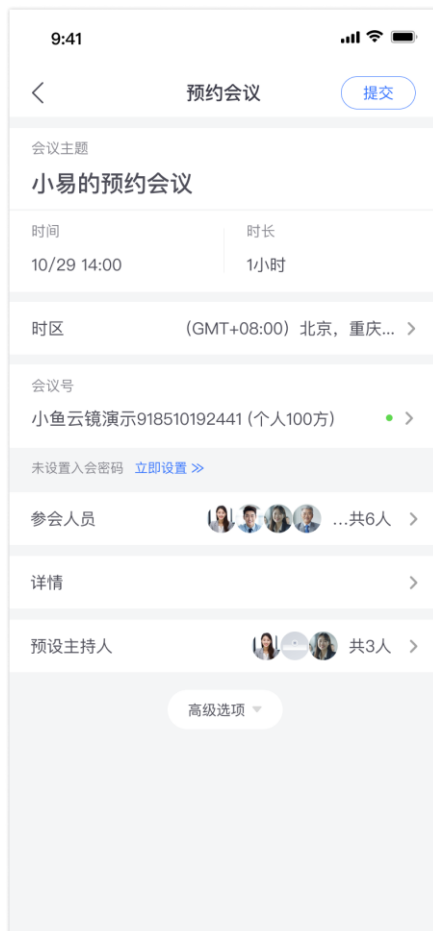 9:41
预约会议
提交
会议主题
小易的预约会议
时间
时长
10/29 14:00
1小时
时区
（GMT+08:00）北京，重庆...
会议号
小鱼云镜演示918510192441 (个人100方)
未设置入会密码 立即设置
参会人员
...共6人
详情
预设主持人
共3人
高级选项